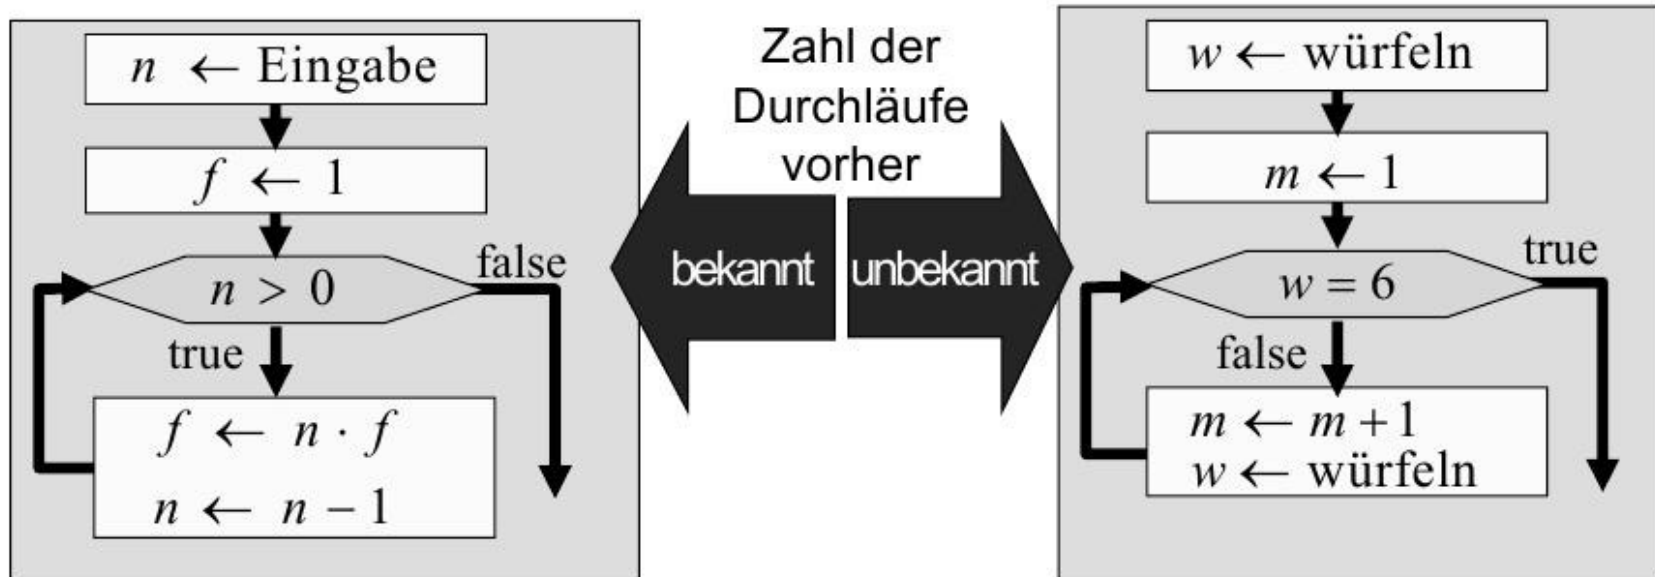 n ← Eingabe
f ← 1
n > 0
false
true
f ← n · f
n ← n − 1
Zahl der
Durchläufe
vorher
bekannt
unbekannt
w ← würfeln
m ← 1
w = 6
true
false
m ← m + 1
w ← würfeln